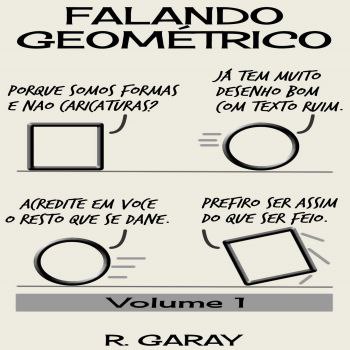 FALANDO
GEOMÉTRICO
PORQUE SOMOS FORMAS
E NAO CARICATURAS?
JÁ TEM MUITO
DESENHO BOM
COM TEXTO RUIM.
ACREDITE EM VOCE
O RESTO QUE SE DANE.
PREFIRO SER ASSIM
DO QUE SER FEIO.
Volume 1
R. GARAY